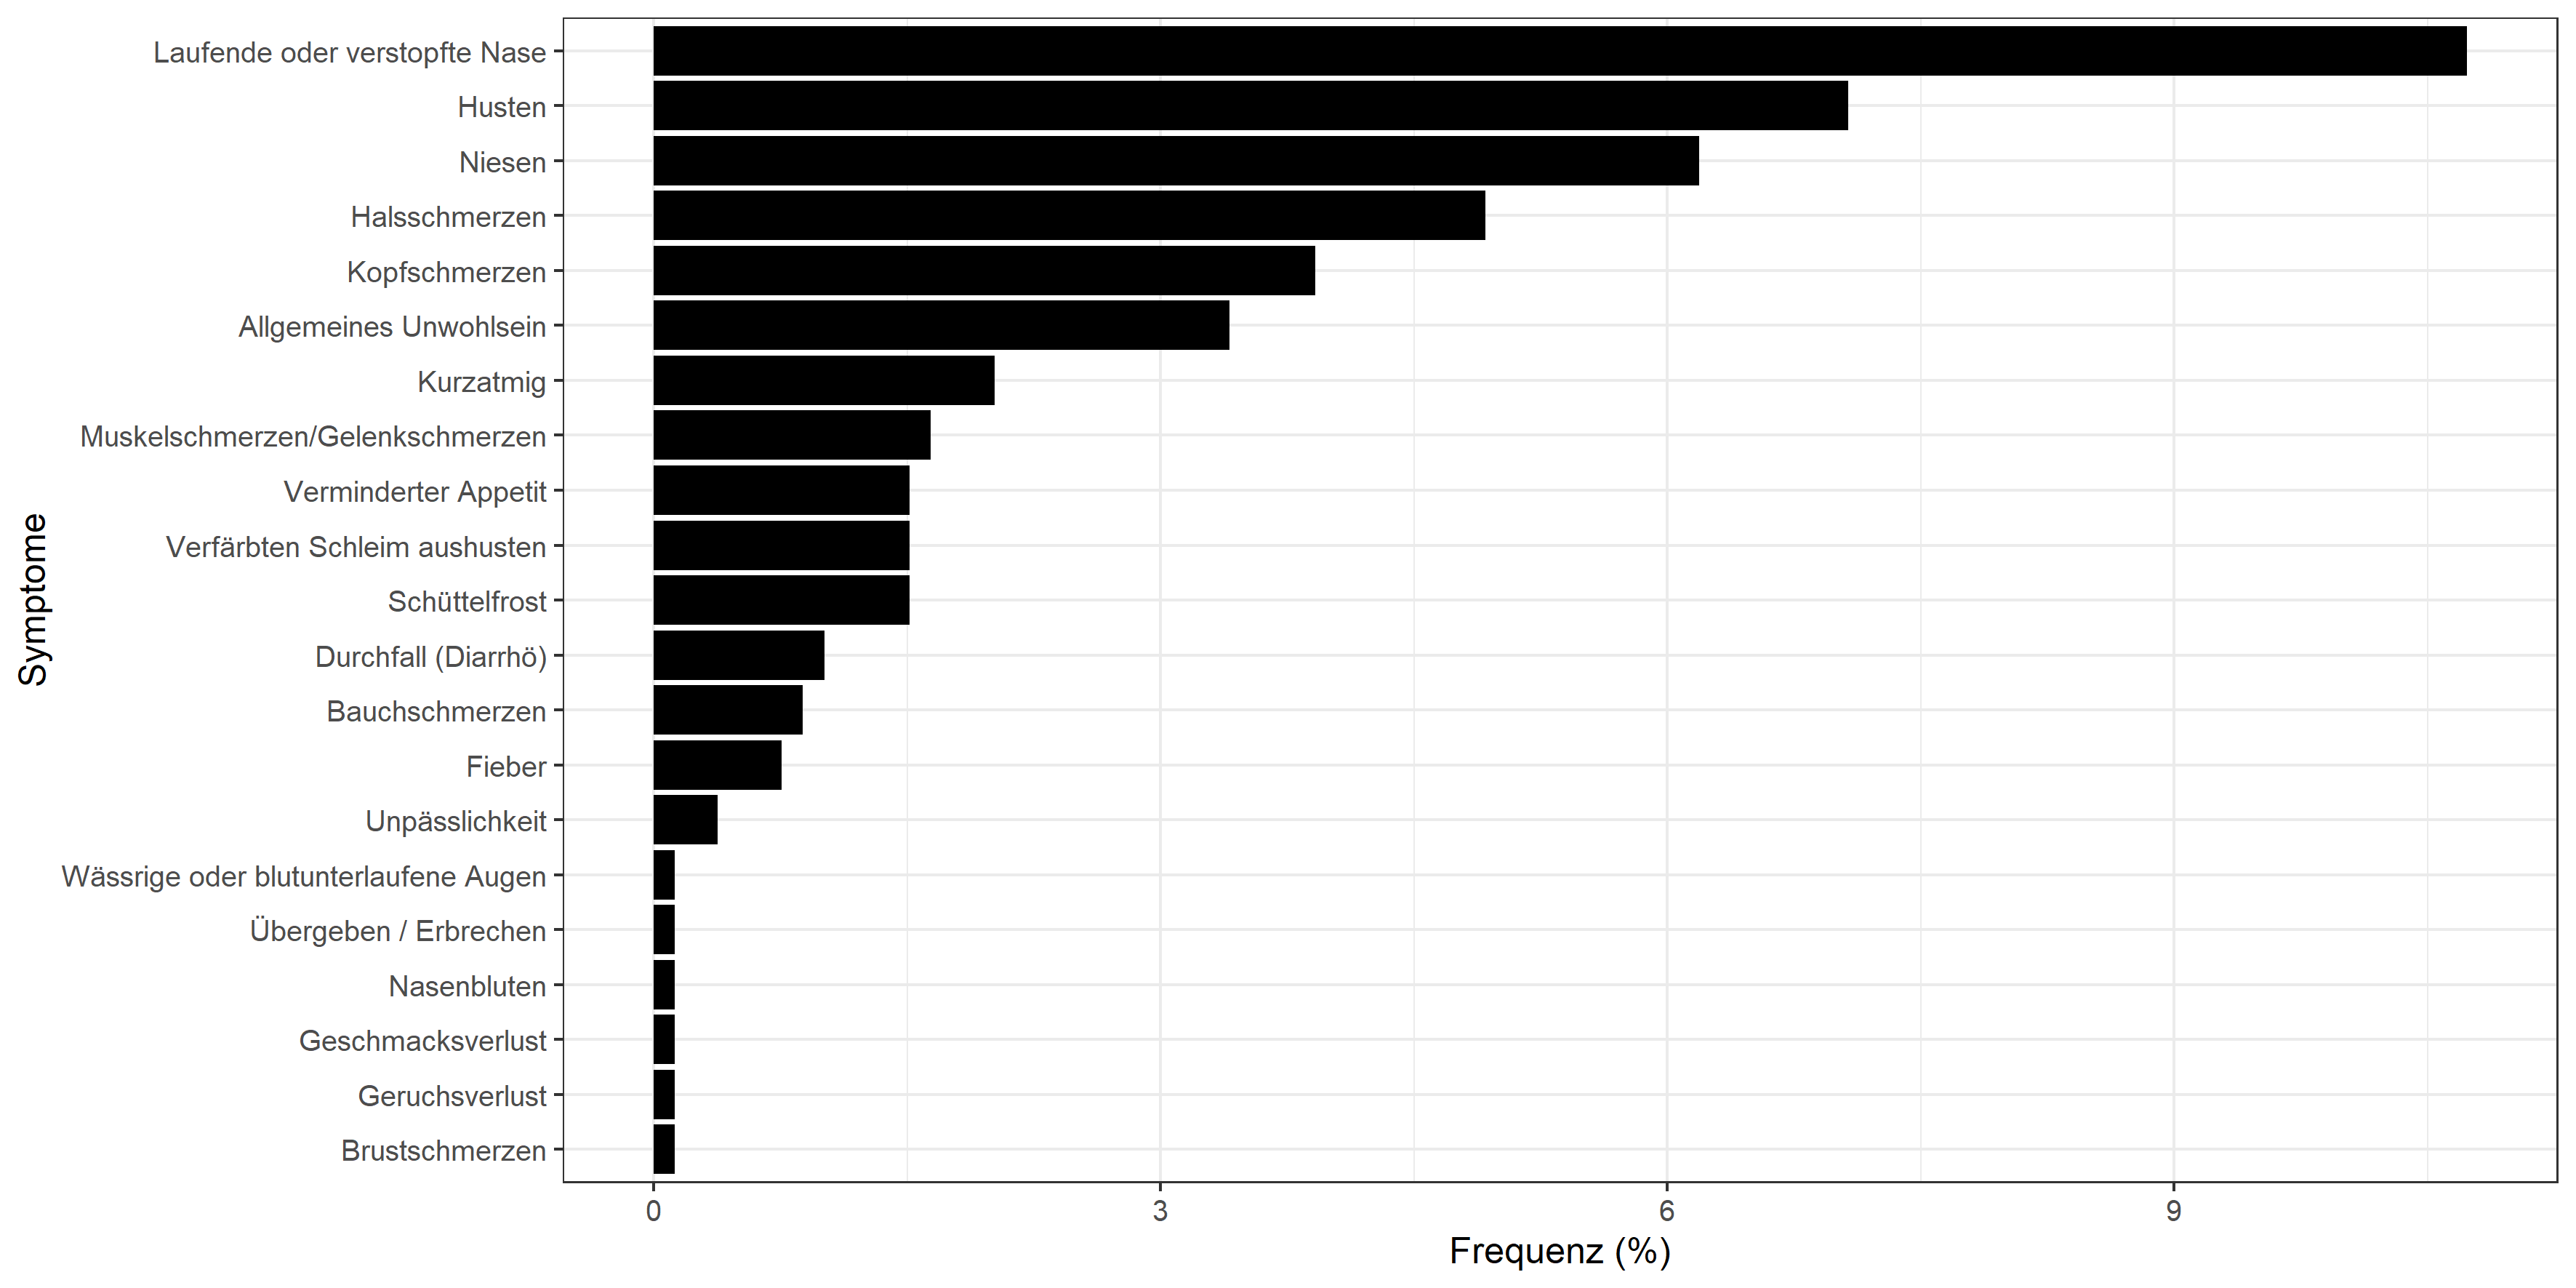 Laufende oder verstopfte Nase
Husten
Niesen
Halsschmerzen
Kopfschmerzen
Allgemeines Unwohlsein
Kurzatmig
Muskelschmerzen/Gelenkschmerzen
Verminderter Appetit
Verfärbten Schleim aushusten
Schüttelfrost
Durchfall (Diarrhö)
Bauchschmerzen
Fieber
Unpässlichkeit
Wässrige oder blutunterlaufene Augen
Übergeben / Erbrechen
Nasenbluten
Geschmacksverlust
Geruchsverlust
Brustschmerzen
Symptome
0 3 6 9
Frequenz (%)